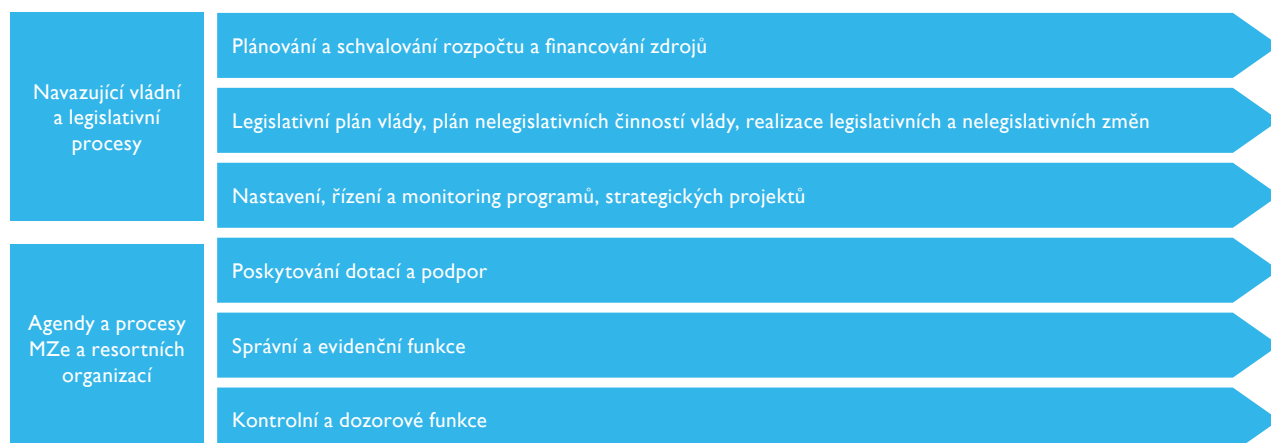 Navazující vládní
a legislativní
procesy
Plánování a schvalování rozpočtu a financování zdrojů
Legislativní plán vlády, plán nelegislativních činností vlády, realizace legislativních a nelegislativních změn
Nastavení, řízení a monitoring programů, strategických projektů
Agendy a procesy
MZe a resortních
organizací
Poskytování dotací a podpor
Správní a evidenční funkce
Kontrolní a dozorové funkce